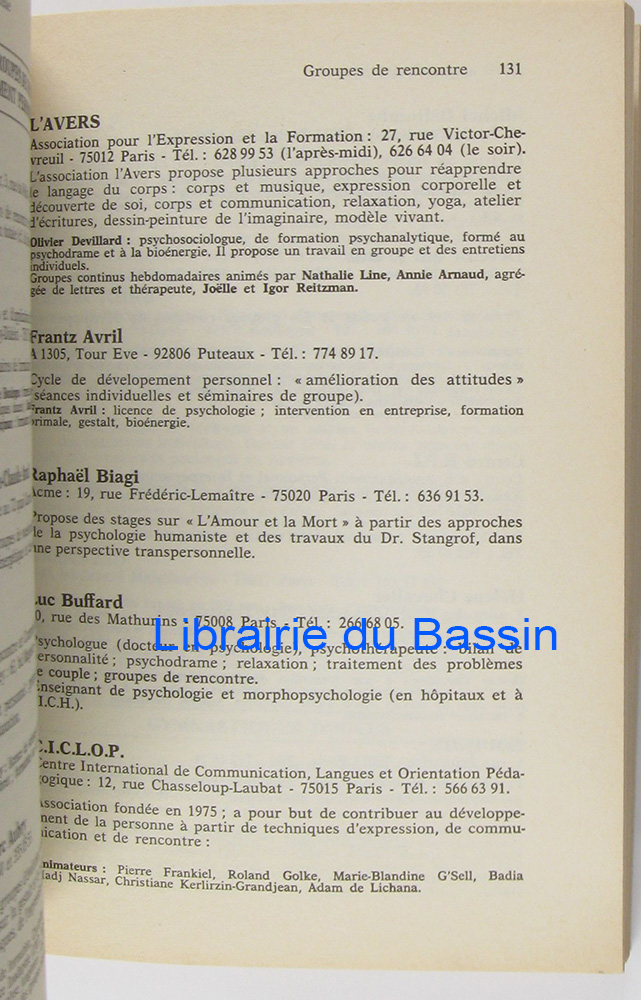 Groupes de rencontre 131
L'AVERS
Association pour l'Expression et la Formation : 27, rue Victor-Che-
vreuil - 75012 Paris - Tél. : 628 99 53 (l'après-midi), 626 64 04 (le soir).
L'association l'Avers propose plusieurs approches pour réapprendre
le langage du corps : corps et musique, expression corporelle et
découverte de soi, corps et communication, relaxation, yoga, atelier
d'écritures, dessin-peinture de l'imaginaire, modèle vivant.
Olivier Devillard : psychosociologue, de formation psychanalytique, formé au
psychodrame et à la bioénergie. Il propose un travail en groupe et des entretiens
individuels.
Groupes continus hebdomadaires animés par Nathalie Line, Annie Arnaud, agré-
gée de lettres et thérapeute, Joëlle et Igor Reitzman.
Frantz Avril
A 1305, Tour Eve - 92806 Puteaux - Tél. : 774 89 17.
Cycle de dévelopement personnel : « amélioration des attitudes »
(séances individuelles et séminaires de groupe).
Frantz Avril : licence de psychologie ; intervention en entreprise, formation
primale, gestalt, bioénergie.
Raphaël Biagi
Acme : 19, rue Frédéric-Lemaître - 75020 Paris - Tél. : 636 91 53.
Propose des stages sur « L'Amour et la Mort » à partir des approches
de la psychologie humaniste et des travaux du Dr. Stangrof, dans
une perspective transpersonnelle.
Luc Buffard
0, rue des Mathurins - 75008 Paris - Tél. : 266 68 05.
Librairie du Bassin
Psychologue (docteur en psychologie), psychothérapeute : bilan de
personnalité ; psychodrame ; relaxation ; traitement des problèmes
de couple ; groupes de rencontre.
Enseignant de psychologie et morphopsychologie (en hôpitaux et à
I.C.H.).
C.I.C.L.O.P.
Centre International de Communication, Langues et Orientation Péda-
gogique : 12, rue Chasseloup-Laubat - 75015 Paris - Tél. : 566 63 91.
Association fondée en 1975 ; a pour but de contribuer au développe-
ment de la personne à partir de techniques d'expression, de commu-
nication et de rencontre :
Animateurs : Pierre Frankiel, Roland Golke, Marie-Blandine G'Sell, Badia
Hadj Nassar, Christiane Kerlirzin-Grandjean, Adam de Lichana.